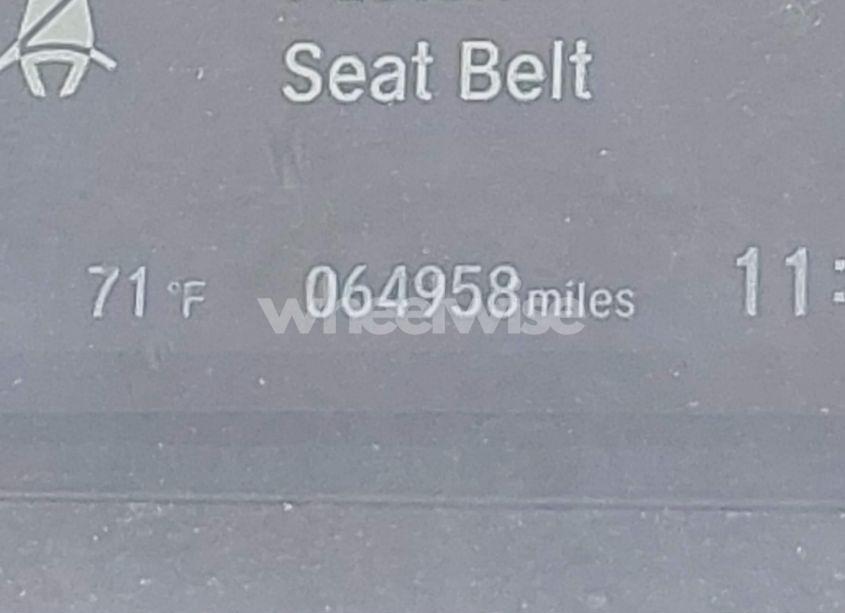 Seat Belt
71 °F 064958 miles 11:
wheelwise